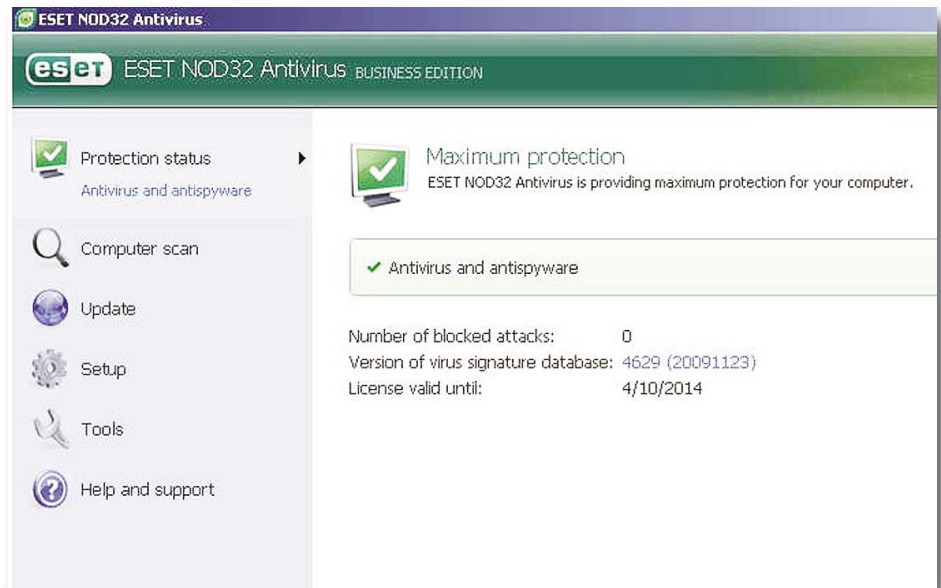 ESET NOD32 Antivirus
eset ESET NOD32 Antivirus BUSINESS EDITION
Protection status
Antivirus and antispyware
Computer scan
Update
Setup
Tools
Help and support
Maximum protection
ESET NOD32 Antivirus is providing maximum protection for your computer.
Antivirus and antispyware
Number of blocked attacks: 0
Version of virus signature database: 4629 (20091123)
License valid until: 4/10/2014